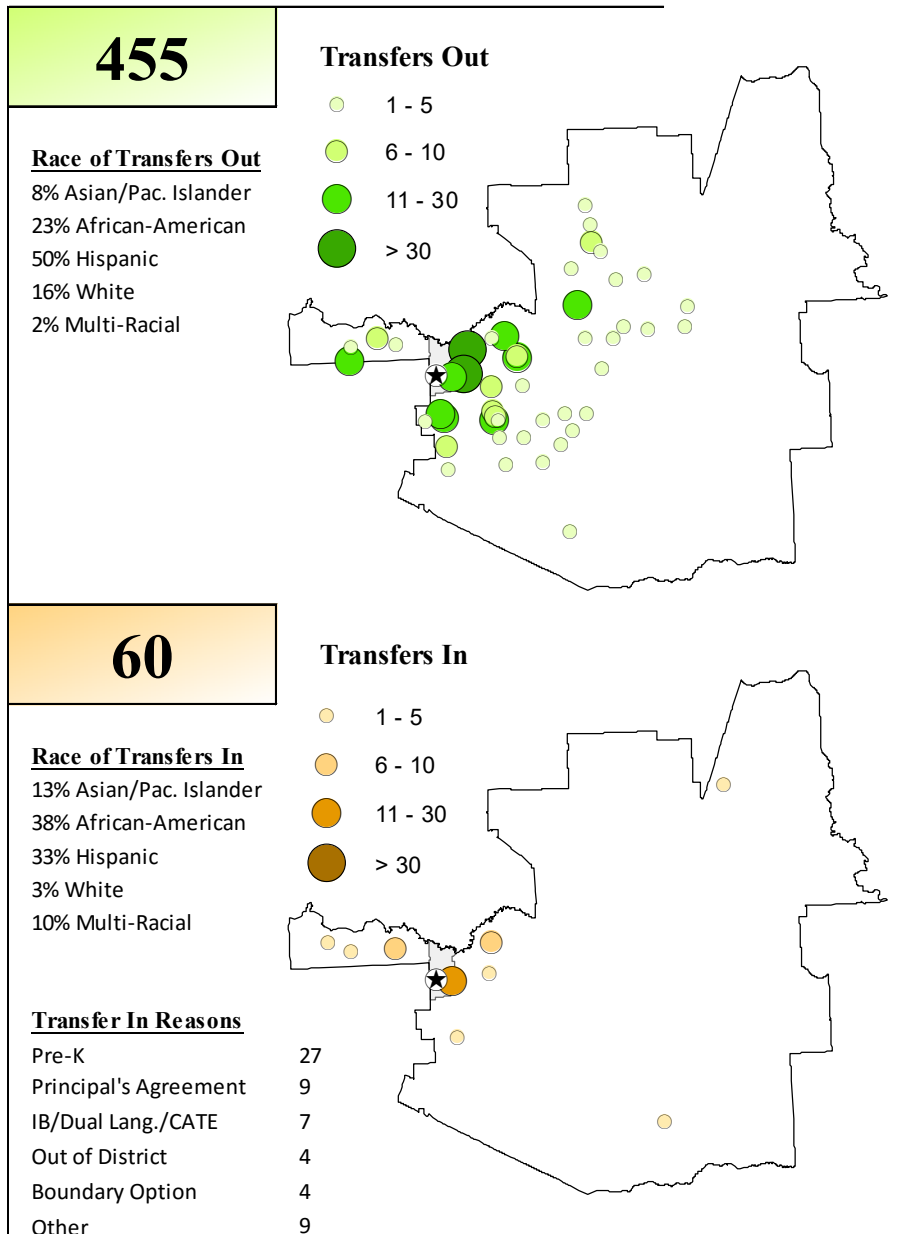 455
Transfers Out
1 - 5
6 - 10
11 - 30
> 30
Race of Transfers Out
8% Asian/Pac. Islander
23% African-American
50% Hispanic
16% White
2% Multi-Racial
60
Transfers In
1 - 5
6 - 10
11 - 30
> 30
Race of Transfers In
13% Asian/Pac. Islander
38% African-American
33% Hispanic
3% White
10% Multi-Racial
Transfer In Reasons
Pre-K 27
Principal's Agreement 9
IB/Dual Lang./CATE 7
Out of District 4
Boundary Option 4
Other 9